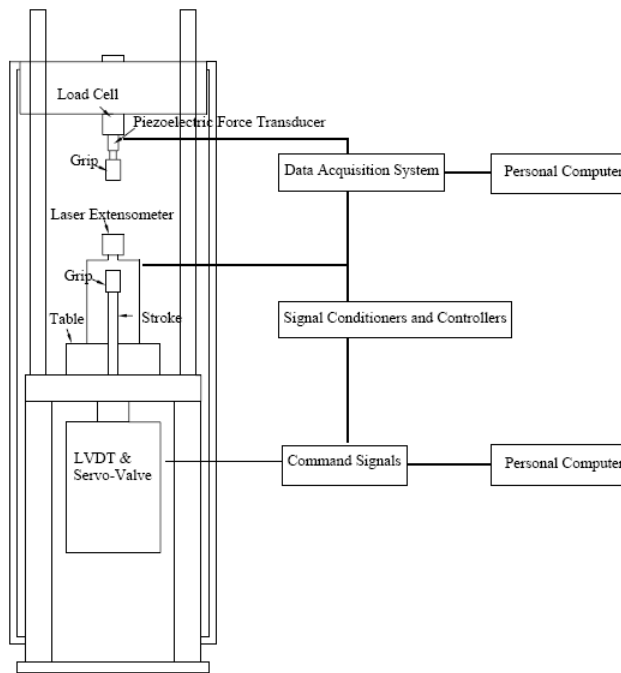 Load Cell
Piezoelectric Force Transducer
Grip
Data Acquisition System
Personal Computer
Laser Extensometer
Grip
Table
Stroke
Signal Conditioners and Controllers
LVDT &
Servo-Valve
Command Signals
Personal Computer